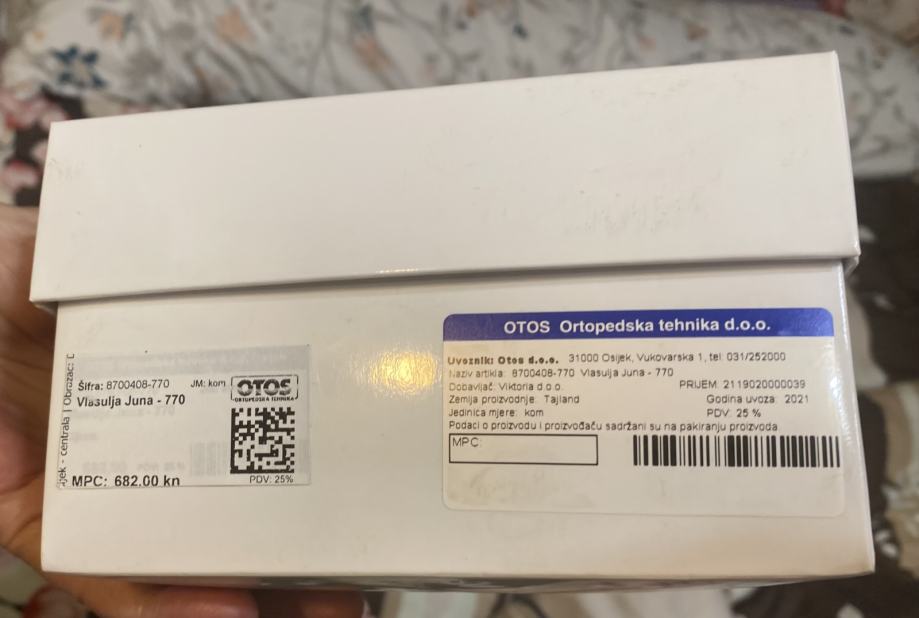 Šifra: 8700408-770 JM: kom
OTOS
ORTOPEDSKA TEHNIKA
Vlasulja Juna - 770
MPC: 682.00 kn
PDV: 25%
jek - centrala | Obrazac:
OTOS Ortopedska tehnika d.o.o.
Uvoznik: Otos d.o.o. 31000 Osijek, Vukovarska 1, tel: 031/252000
Naziv artikla: 8700408-770 Vlasulja Juna - 770
Dobavljač: Viktoria d.o.o. PRIJEM: 2119020000039
Zemlja proizvodnje: Tajland Godina uvoza: 2021
Jedinica mjere: kom PDV: 25 %
Podaci o proizvodu i proizvođaču sadržani su na pakiranju proizvoda.
MPC: